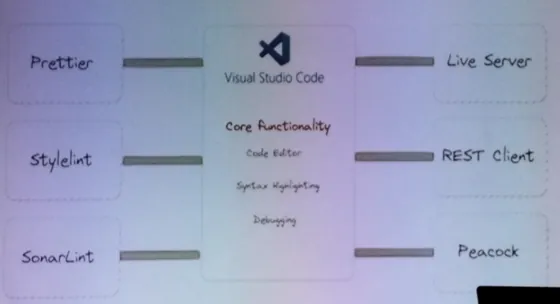 Prettier
Stylelint
SonarLint
Visual Studio Code
Core Functionality
Code Editor
Syntax Highlighting
Debugging
Live Server
REST Client
Peacock